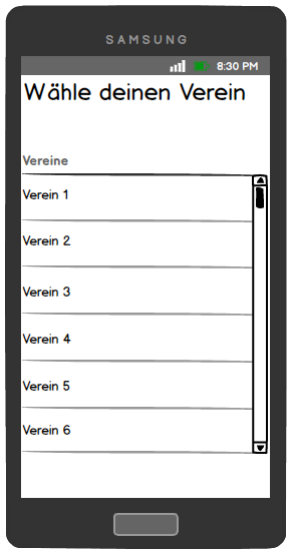 SAMSUNG
8:30 PM
Wähle deinen Verein
Vereine
Verein 1
Verein 2
Verein 3
Verein 4
Verein 5
Verein 6